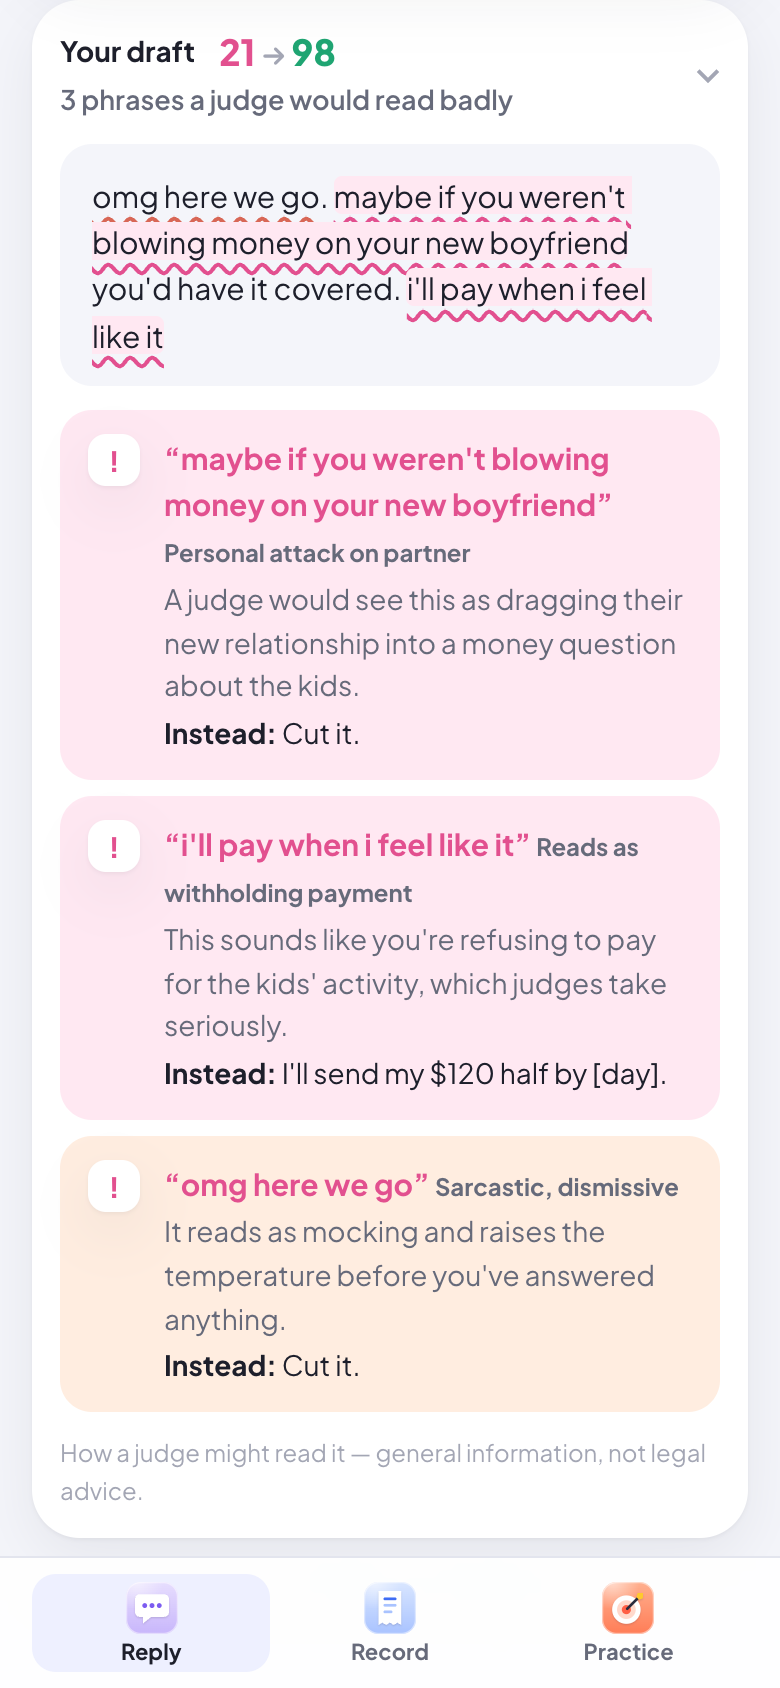 Your draft 21 → 98
3 phrases a judge would read badly
omg here we go. maybe if you weren't
blowing money on your new boyfriend
you'd have it covered. i'll pay when i feel
like it
! “maybe if you weren't blowing
money on your new boyfriend”
Personal attack on partner
A judge would see this as dragging their
new relationship into a money question
about the kids.
Instead: Cut it.
! “i'll pay when i feel like it” Reads as
withholding payment
This sounds like you're refusing to pay
for the kids' activity, which judges take
seriously.
Instead: I'll send my $120 half by [day].
! “omg here we go” Sarcastic, dismissive
It reads as mocking and raises the
temperature before you've answered
anything.
Instead: Cut it.
How a judge might read it — general information, not legal
advice.
Reply
Record
Practice